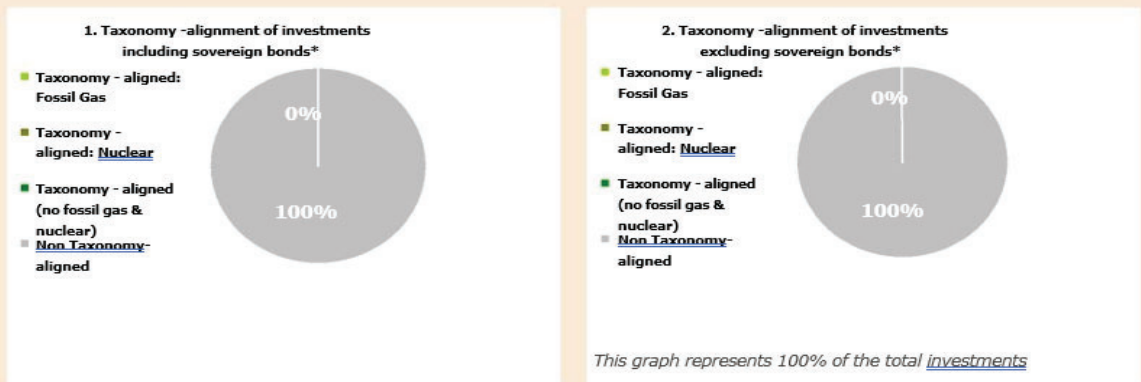 1. Taxonomy -alignment of investments
including sovereign bonds*
Taxonomy - aligned:
Fossil Gas
Taxonomy -
aligned: Nuclear
Taxonomy - aligned
(no fossil gas &
nuclear)
Non Taxonomy-
aligned
0%
100%
2. Taxonomy -alignment of investments
excluding sovereign bonds*
Taxonomy - aligned:
Fossil Gas
Taxonomy -
aligned: Nuclear
Taxonomy - aligned
(no fossil gas &
nuclear)
Non Taxonomy-
aligned
0%
100%
This graph represents 100% of the total investments